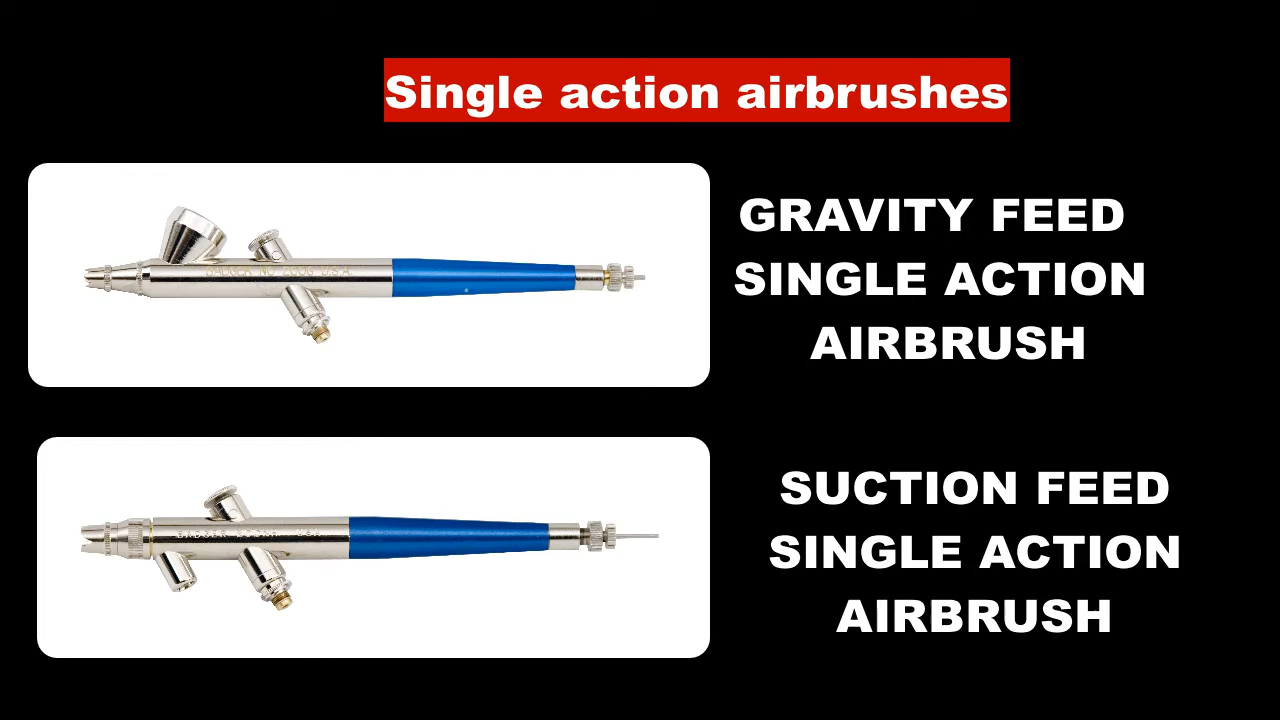 Single action airbrushes
GRAVITY FEED
SINGLE ACTION
AIRBRUSH
SUCTION FEED
SINGLE ACTION
AIRBRUSH